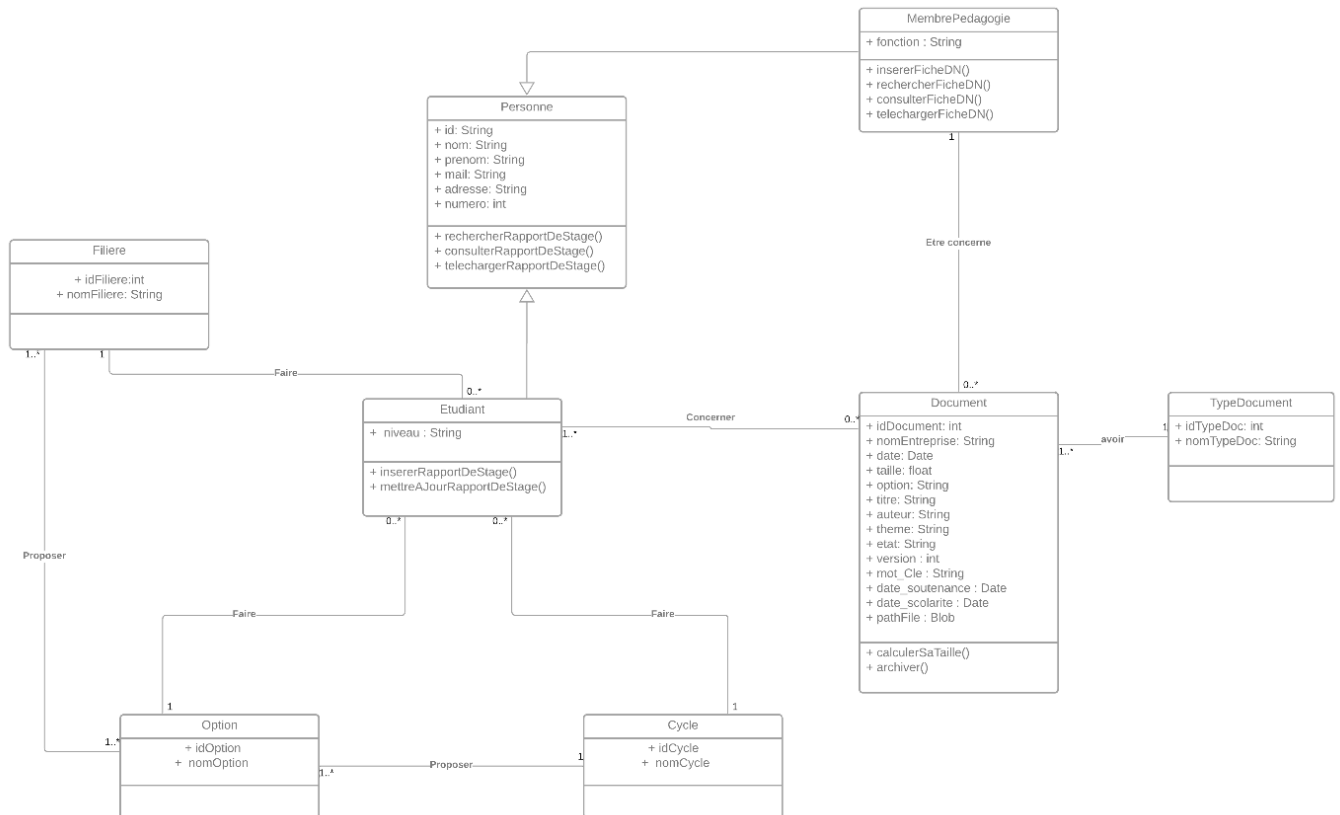 MembrePedagogie
+ fonction : String
+ insererFicheDN()
+ rechercherFicheDN()
+ consulterFicheDN()
+ telechargerFicheDN()
1
Personne
+ id: String
+ nom: String
+ prenom: String
+ mail: String
+ adresse: String
+ numero: int
+ rechercherRapportDeStage()
+ consulterRapportDeStage()
+ telechargerRapportDeStage()
Etre concerne
Filiere
+ idFiliere:int
+ nomFiliere: String
1..*
1
Faire
0..*
0..*
Etudiant
+ niveau : String
+ insererRapportDeStage()
+ mettreAJourRapportDeStage()
1..*
Concerner
0..*
Document
+ idDocument: int
+ nomEntreprise: String
+ date: Date
+ taille: float
+ option: String
+ titre: String
+ auteur: String
+ theme: String
+ etat: String
+ version : int
+ mot_Cle : String
+ date_soutenance : Date
+ date_scolarite : Date
+ pathFile : Blob
+ calculerSaTaille()
+ archiver()
1..*
avoir
1
TypeDocument
+ idTypeDoc: int
+ nomTypeDoc: String
0..*
0..*
Proposer
Faire
Faire
1
1
Option
+ idOption
+ nomOption
1..*
1..*
Proposer
1
Cycle
+ idCycle
+ nomCycle